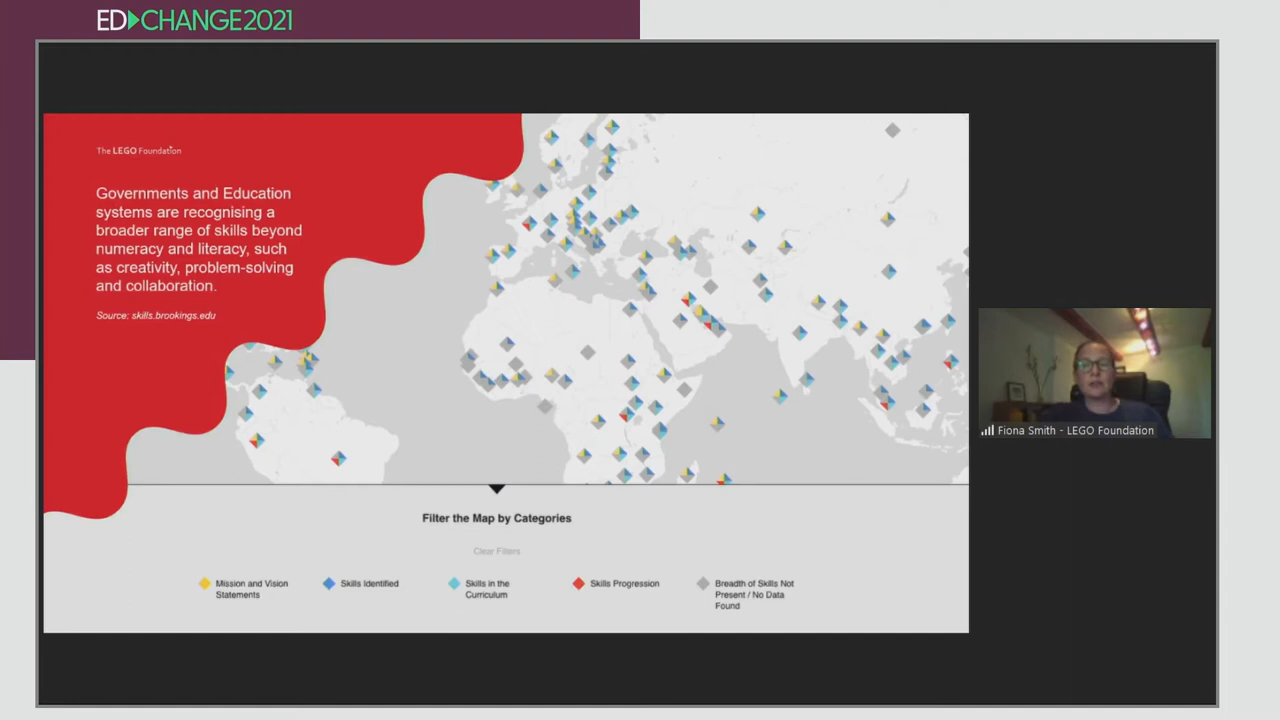 ED CHANGE2021
The LEGO Foundation
Governments and Education
systems are recognising a
broader range of skills beyond
numeracy and literacy, such
as creativity, problem-solving
and collaboration.
Source: skills.brookings.edu
Fiona Smith - LEGO Foundation
Filter the Map by Categories
Clear Filters
Mission and Vision
Statements
Skills Identified
Skills in the
Curriculum
Skills Progression
Breadth of Skills Not
Present / No Data
Found